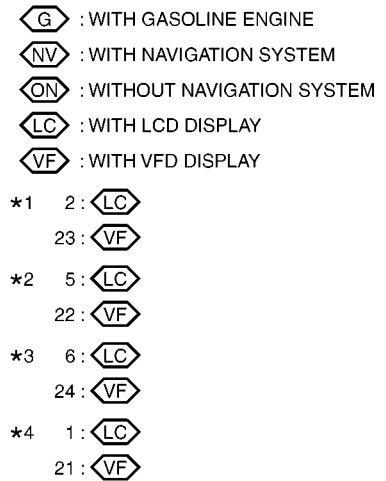 G : WITH GASOLINE ENGINE
NV : WITH NAVIGATION SYSTEM
ON : WITHOUT NAVIGATION SYSTEM
LC : WITH LCD DISPLAY
VF : WITH VFD DISPLAY
*1 2 : LC
23 : VF
*2 5 : LC
22 : VF
*3 6 : LC
24 : VF
*4 1 : LC
21 : VF